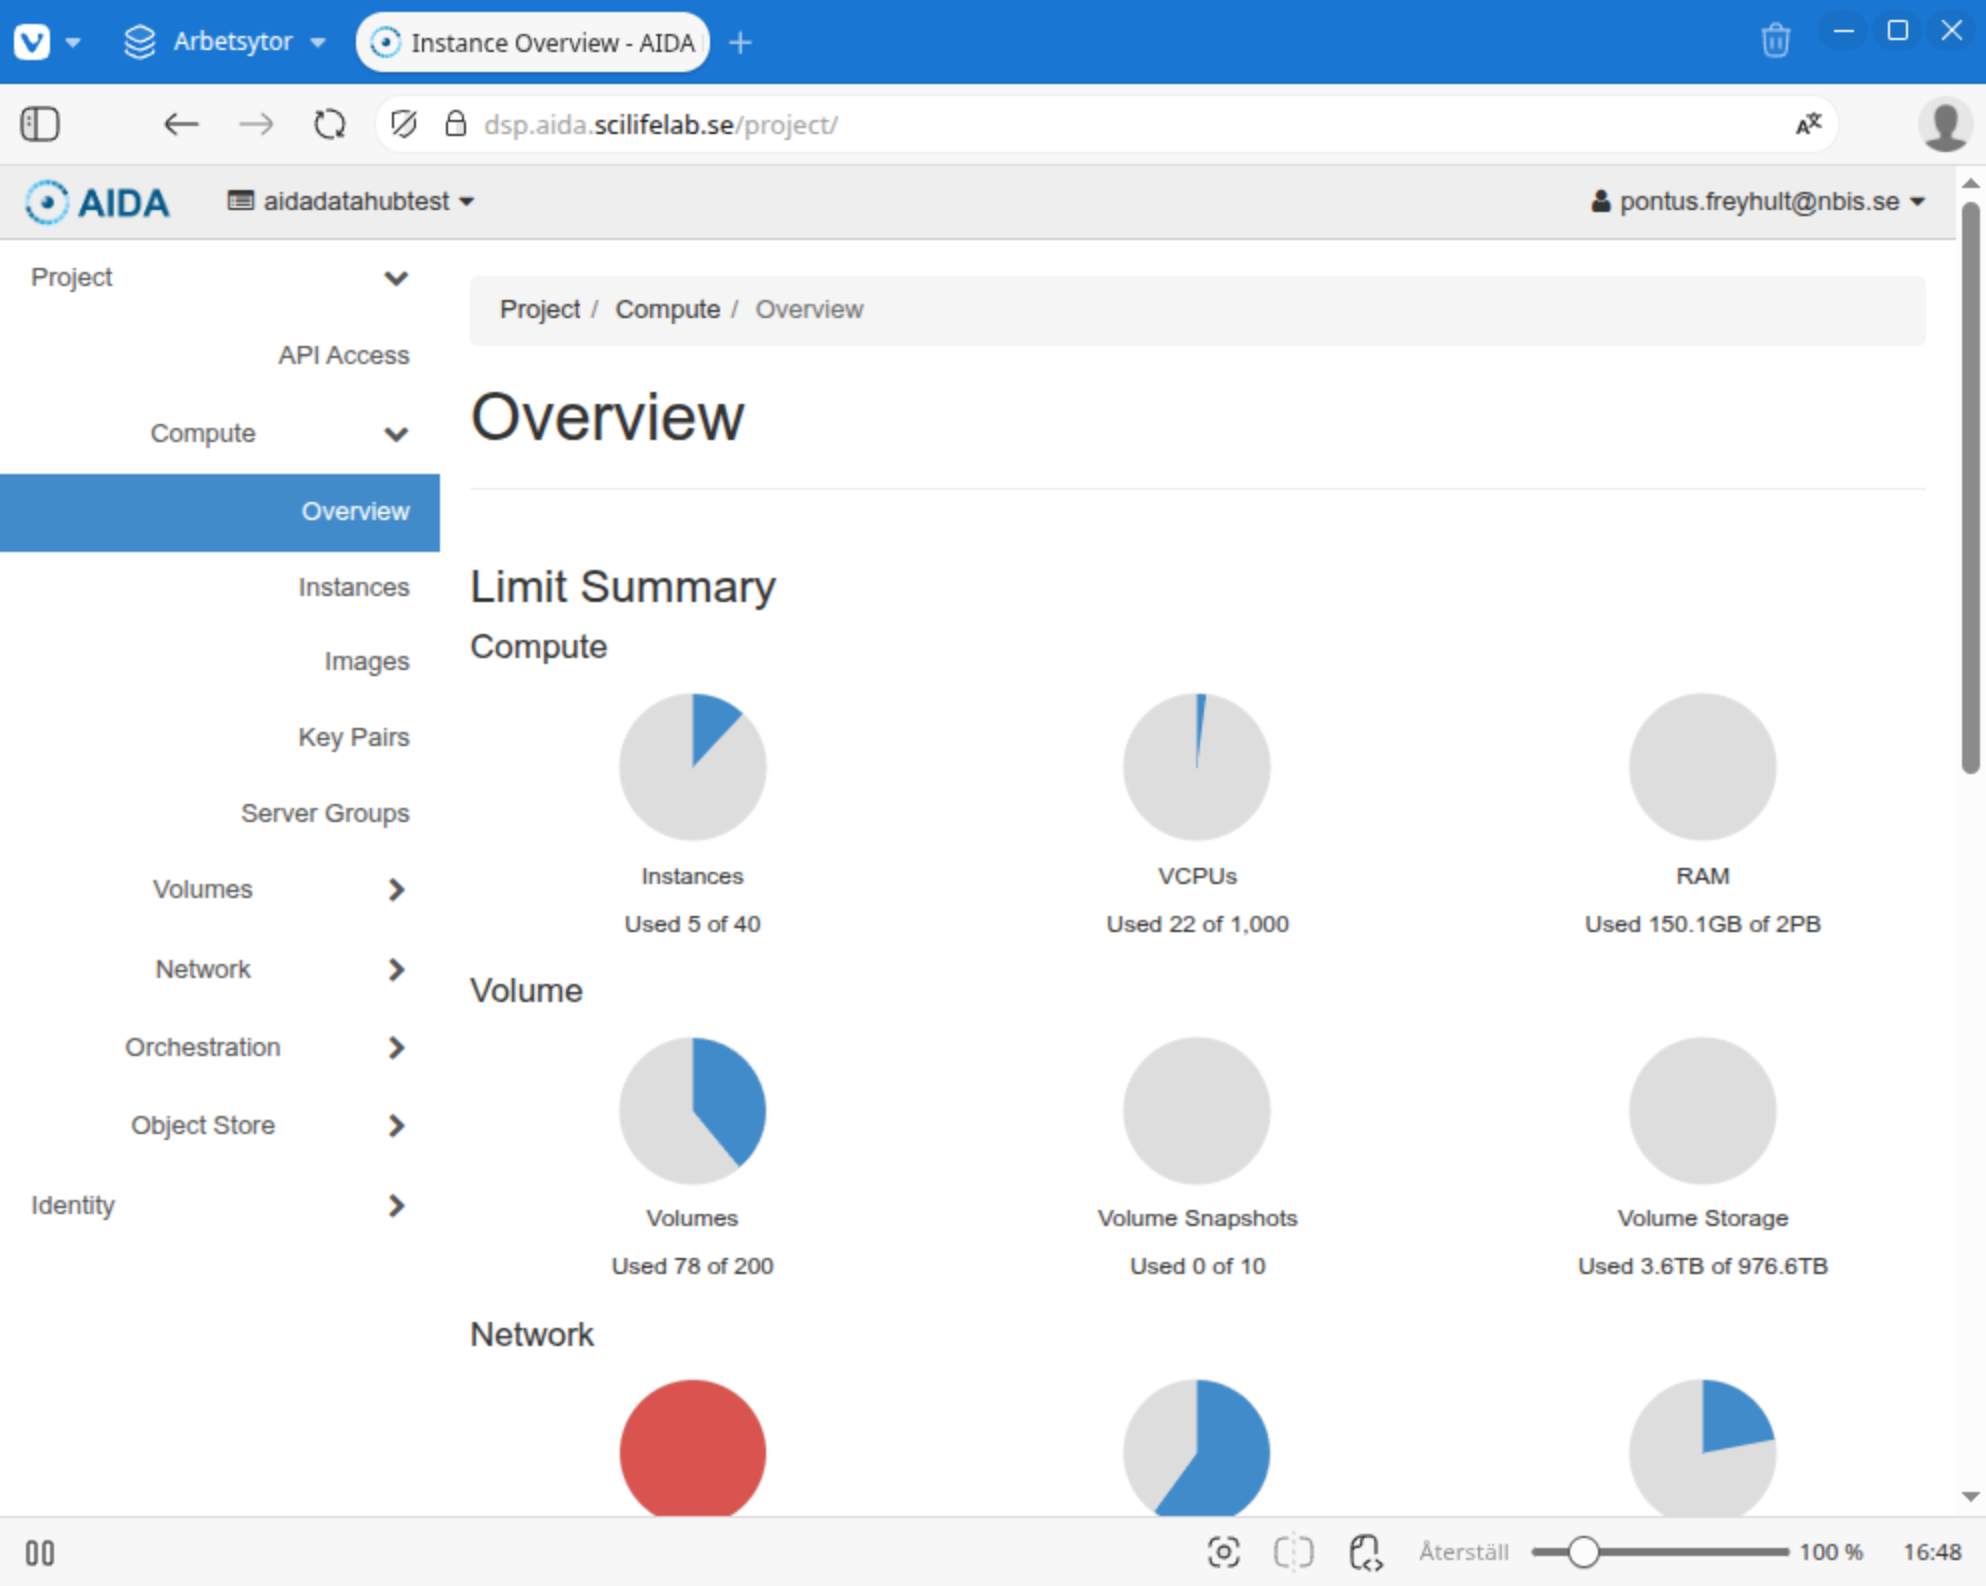 Arbetsytor
Instance Overview - AIDA
dsp.aida.scilifelab.se/project/
AIDA
aidadatahubtest
pontus.freyhult@nbis.se
Project
API Access
Compute
Overview
Instances
Images
Key Pairs
Server Groups
Volumes
Network
Orchestration
Object Store
Identity
Project / Compute / Overview
Overview
Limit Summary
Compute
Instances
Used 5 of 40
VCPUs
Used 22 of 1,000
RAM
Used 150.1GB of 2PB
Volume
Volumes
Used 78 of 200
Volume Snapshots
Used 0 of 10
Volume Storage
Used 3.6TB of 976.6TB
Network
Återställ
100 %
16:48